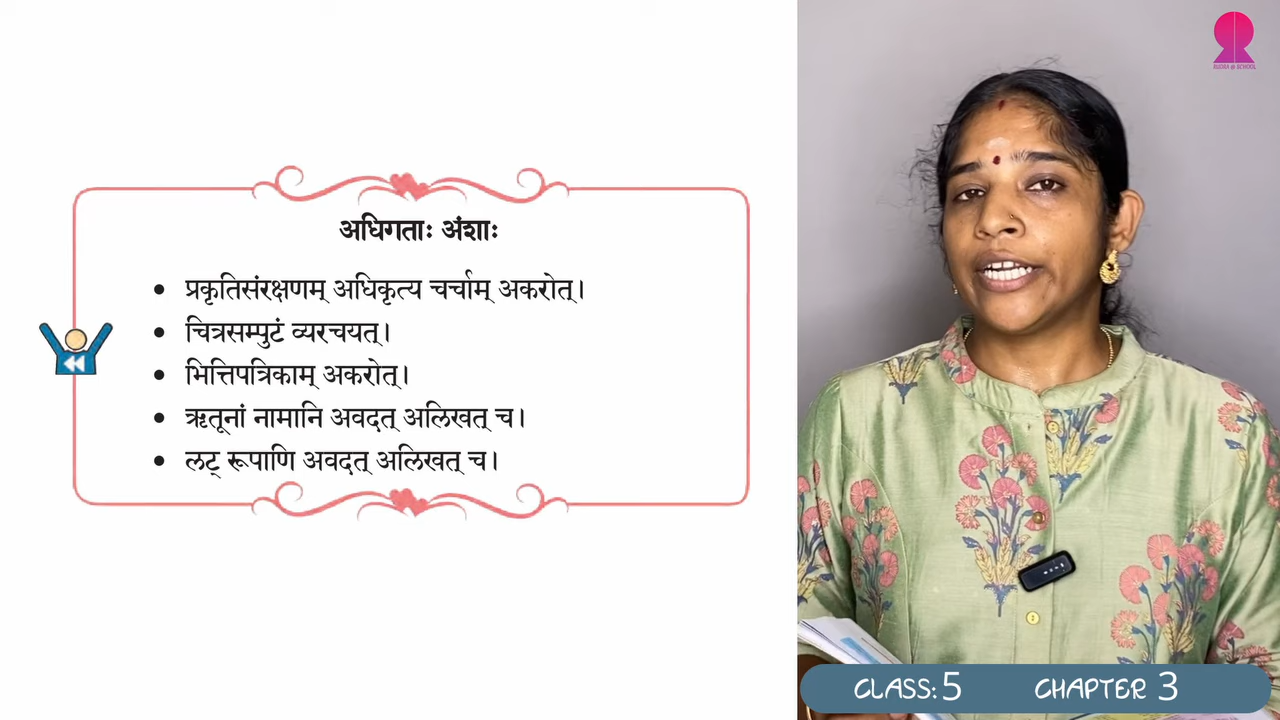 अधिगताः अंशाः
• प्रकृतिसंरक्षणम् अधिकृत्य चर्चाम् अकरोत्।
• चित्रसम्पुटं व्यरचयत्।
• भित्तिपत्रिकाम् अकरोत्।
• ऋतूनां नामानि अवदत् अलिखत् च।
• लट् रूपाणि अवदत् अलिखत् च।
CLASS: 5 CHAPTER 3